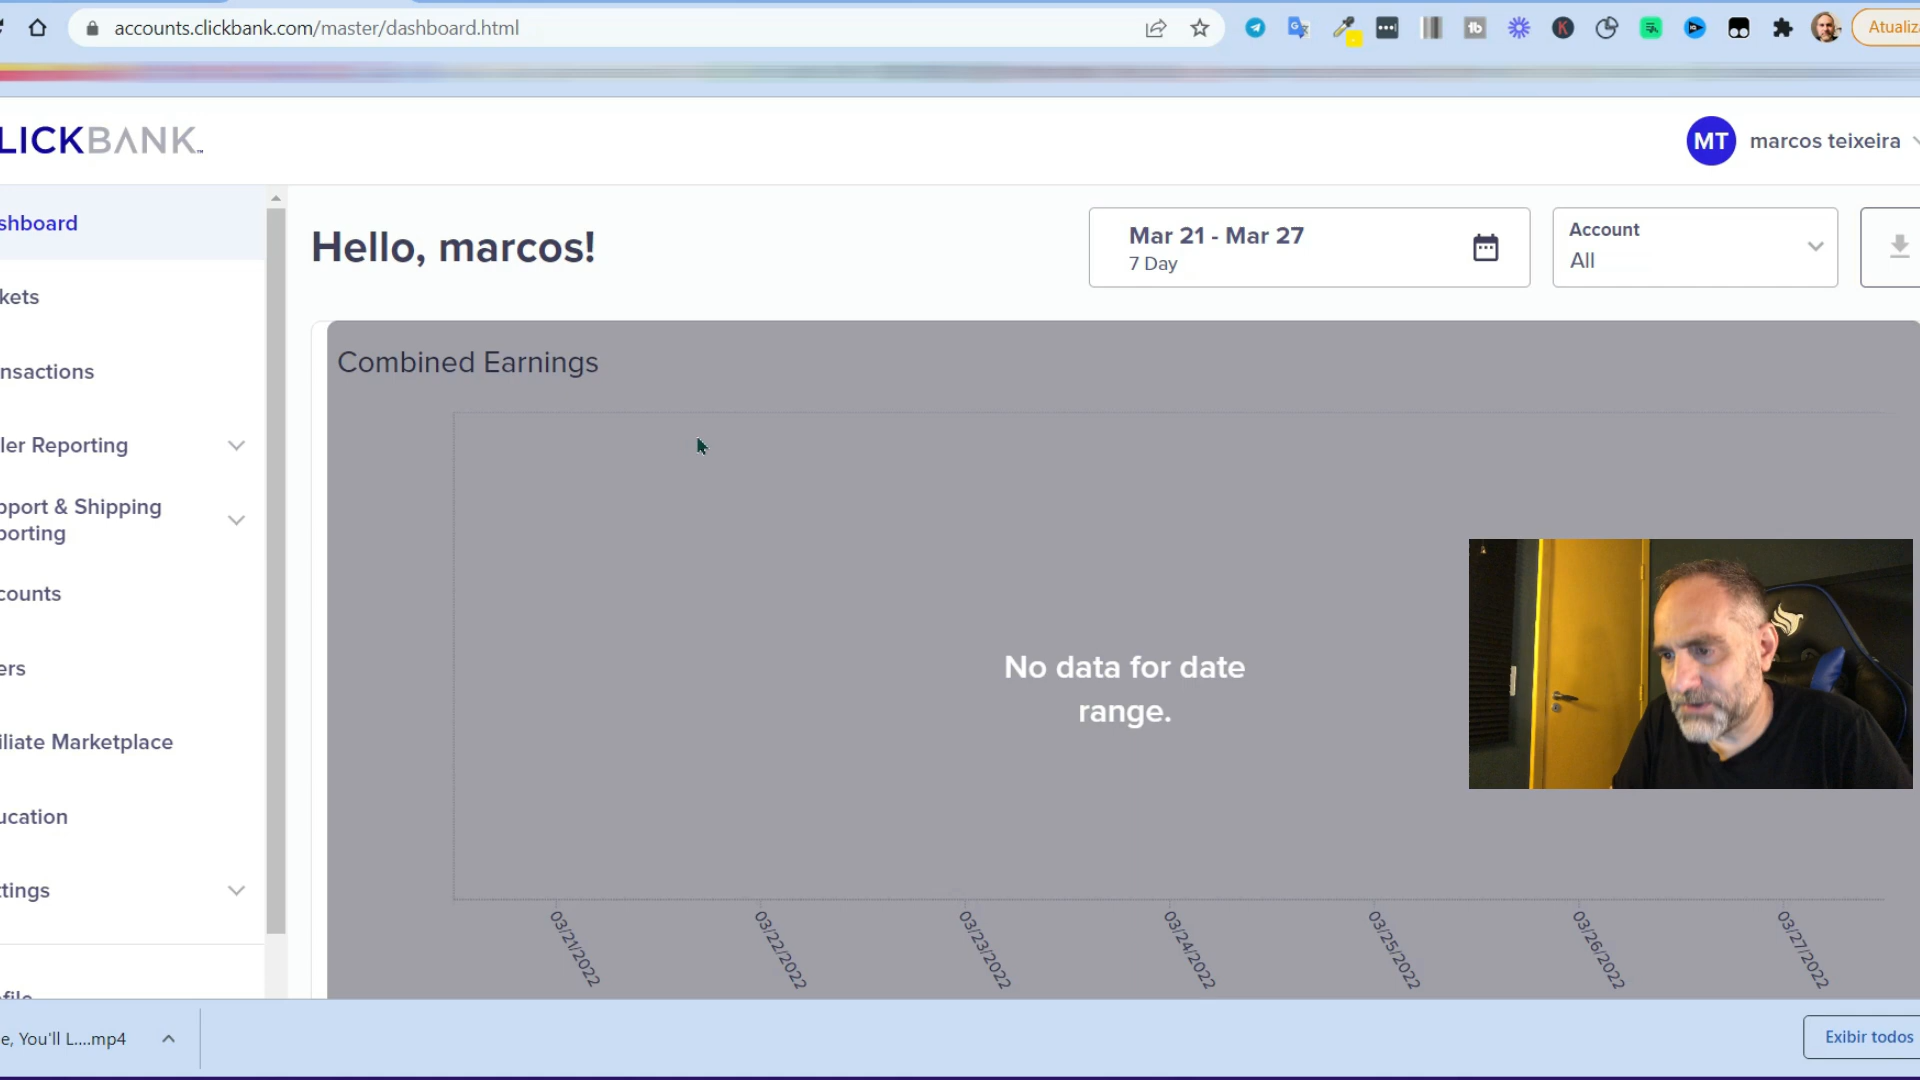 accounts.clickbank.com/master/dashboard.html
Atualiz
LICKBANK™
MT
marcos teixeira
shboard
kets
nsactions
ler Reporting
pport & Shipping
porting
counts
ers
iliate Marketplace
ucation
ttings
ofile
Hello, marcos!
Mar 21 - Mar 27
7 Day
Account
All
Combined Earnings
No data for date
range.
03/21/2022
03/22/2022
03/23/2022
03/24/2022
03/25/2022
03/26/2022
03/27/2022
e, You'll L....mp4
Exibir todos